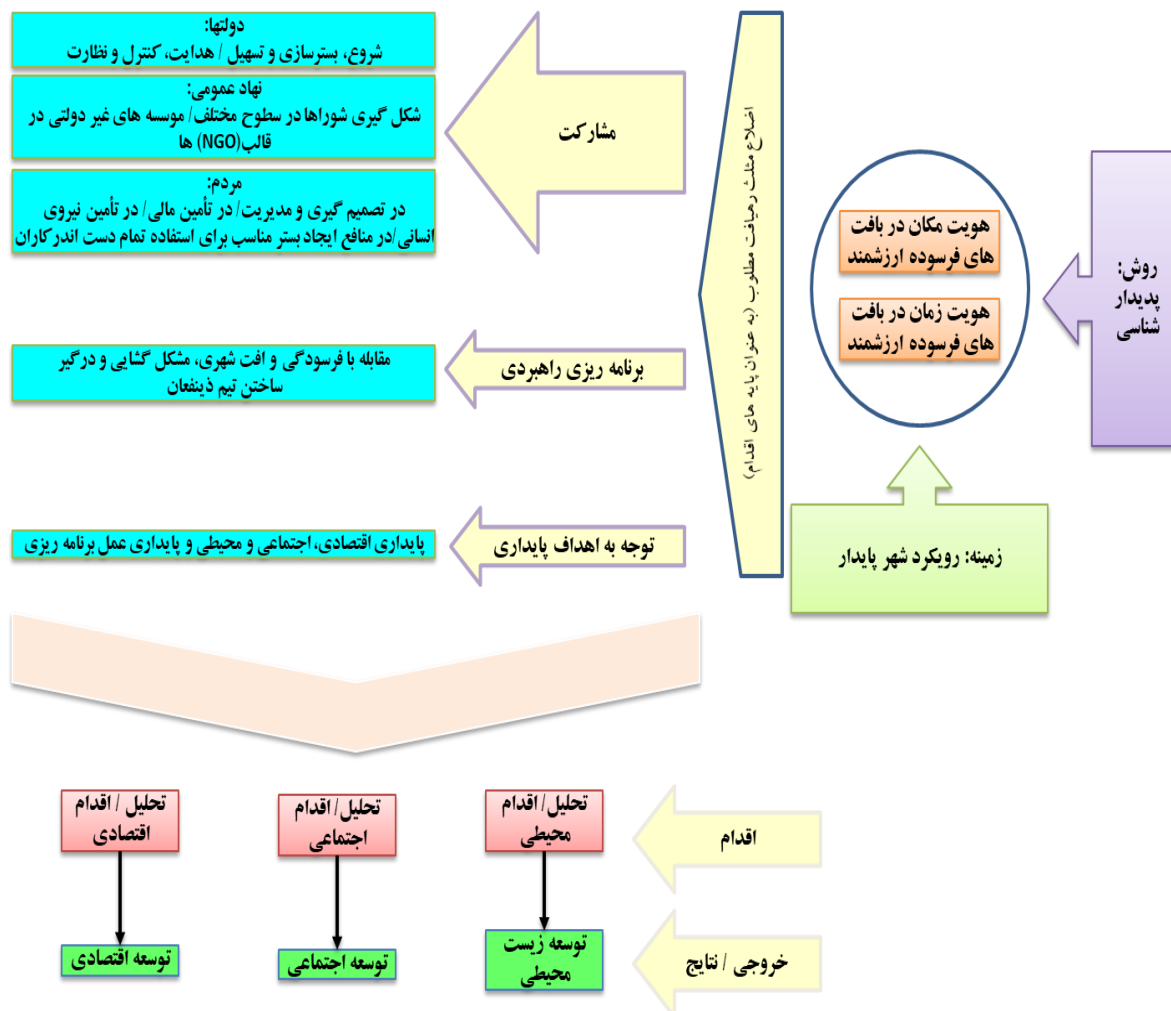 روش:
پدیدار
شناسی
هویت مکان در بافت
های فرسوده ارزشمند
هویت زمان در بافت
های فرسوده ارزشمند
زمینه: رویکرد شهر پایدار
اضلاع مثلث رهیافت مطلوب (به عنوان پایه های اقدام)
مشارکت
دولتها:
شروع، بسترسازی و تسهیل / هدایت، کنترل و نظارت
نهاد عمومی:
شکل گیری شوراها در سطوح مختلف/ موسسه های غیر دولتی در
قالب(NGO) ها
مردم:
در تصمیم گیری و مدیریت/ در تأمین مالی/ در تأمین نیروی
انسانی/در منافع ایجاد بستر مناسب برای استفاده تمام دست اندرکاران
برنامه ریزی راهبردی
مقابله با فرسودگی و افت شهری، مشکل گشایی و درگیر
ساختن تیم ذینفعان
توجه به اهداف پایداری
پایداری اقتصادی، اجتماعی و محیطی و پایداری عمل برنامه ریزی
اقدام
تحلیل/ اقدام
محیطی
تحلیل/ اقدام
اجتماعی
تحلیل / اقدام
اقتصادی
خروجی / نتایج
توسعه زیست
محیطی
توسعه اجتماعی
توسعه اقتصادی